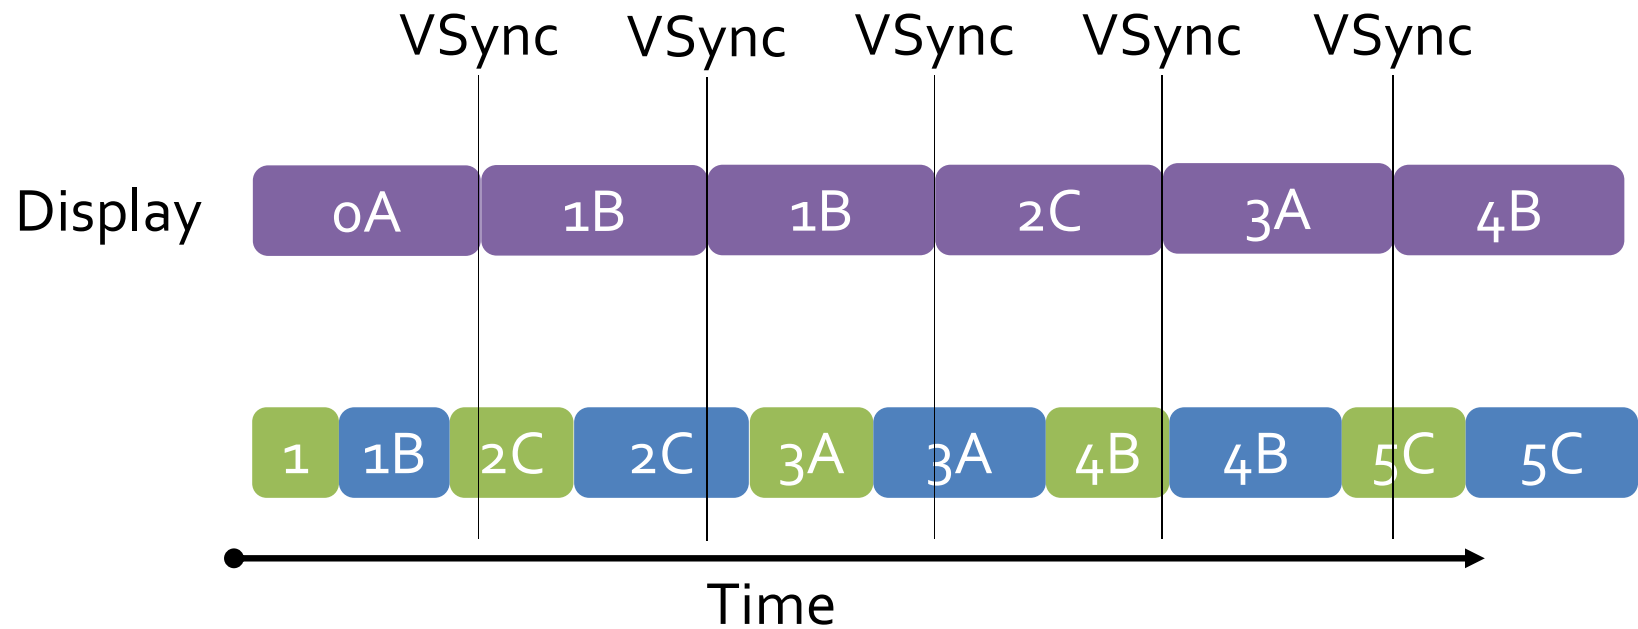 VSync VSync VSync VSync VSync
Display 0A 1B 1B 2C 3A 4B
1 1B 2C 2C 3A 3A 4B 4B 5C 5C
Time